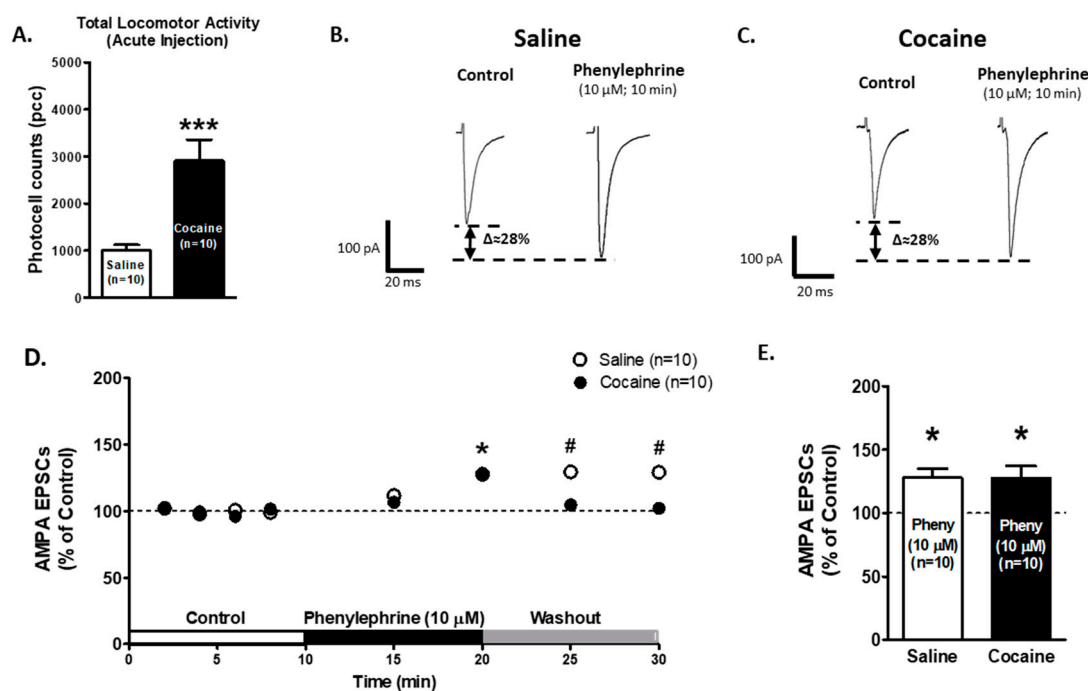 A.
Total Locomotor Activity
(Acute Injection)
Photocell counts (pcc)
5000
4000
3000
2000
1000
0
***
Saline
(n=10)
Cocaine
(n=10)
B.
Saline
Control
Phenylephrine
(10 µM; 10 min)
Δ≈28%
100 pA
20 ms
C.
Cocaine
Control
Phenylephrine
(10 µM; 10 min)
Δ≈28%
100 pA
20 ms
D.
Saline (n=10)
Cocaine (n=10)
AMPA EPSCs
(% of Control)
200
150
100
50
0
* # #
Control Phenylephrine (10 µM) Washout
0 5 10 15 20 25 30
Time (min)
E.
AMPA EPSCs
(% of Control)
200
150
100
50
0
* *
Pheny
(10 µM)
(n=10)
Pheny
(10 µM)
(n=10)
Saline Cocaine